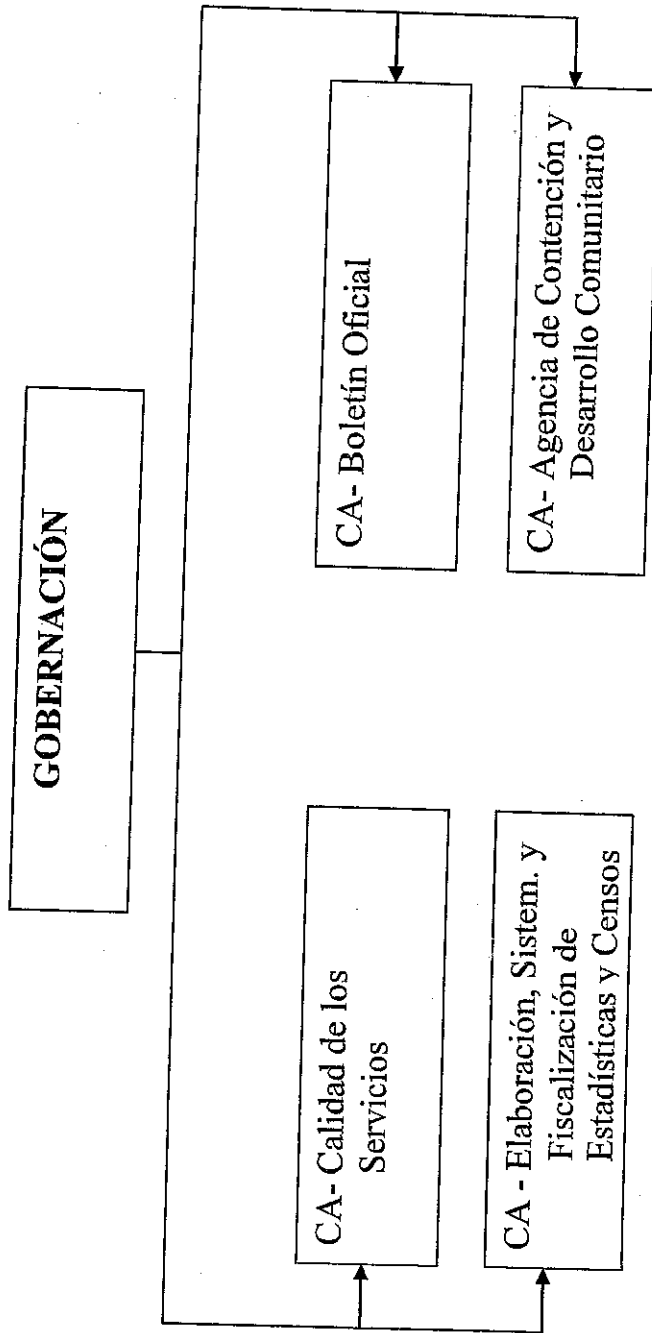 GOBERNACIÓN
CA- Calidad de los
Servicios
CA - Elaboración, Sistem. y
Fiscalización de
Estadísticas y Censos
CA- Boletín Oficial
CA- Agencia de Contención y
Desarrollo Comunitario